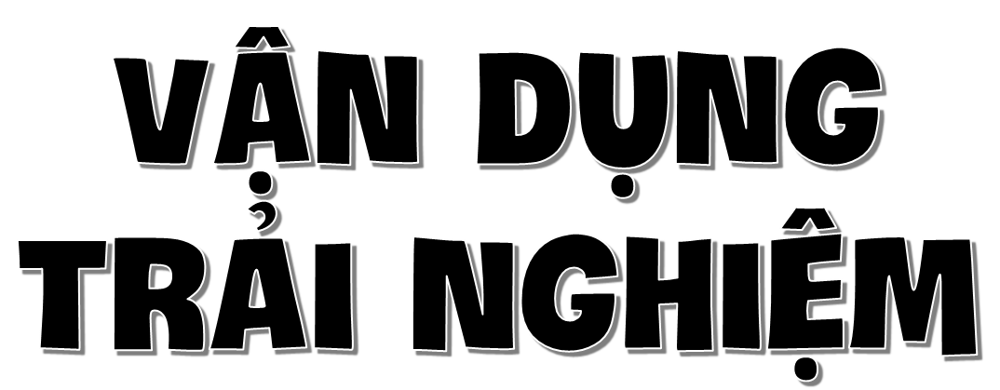 VẬN DỤNG
TRẢI NGHIỆM